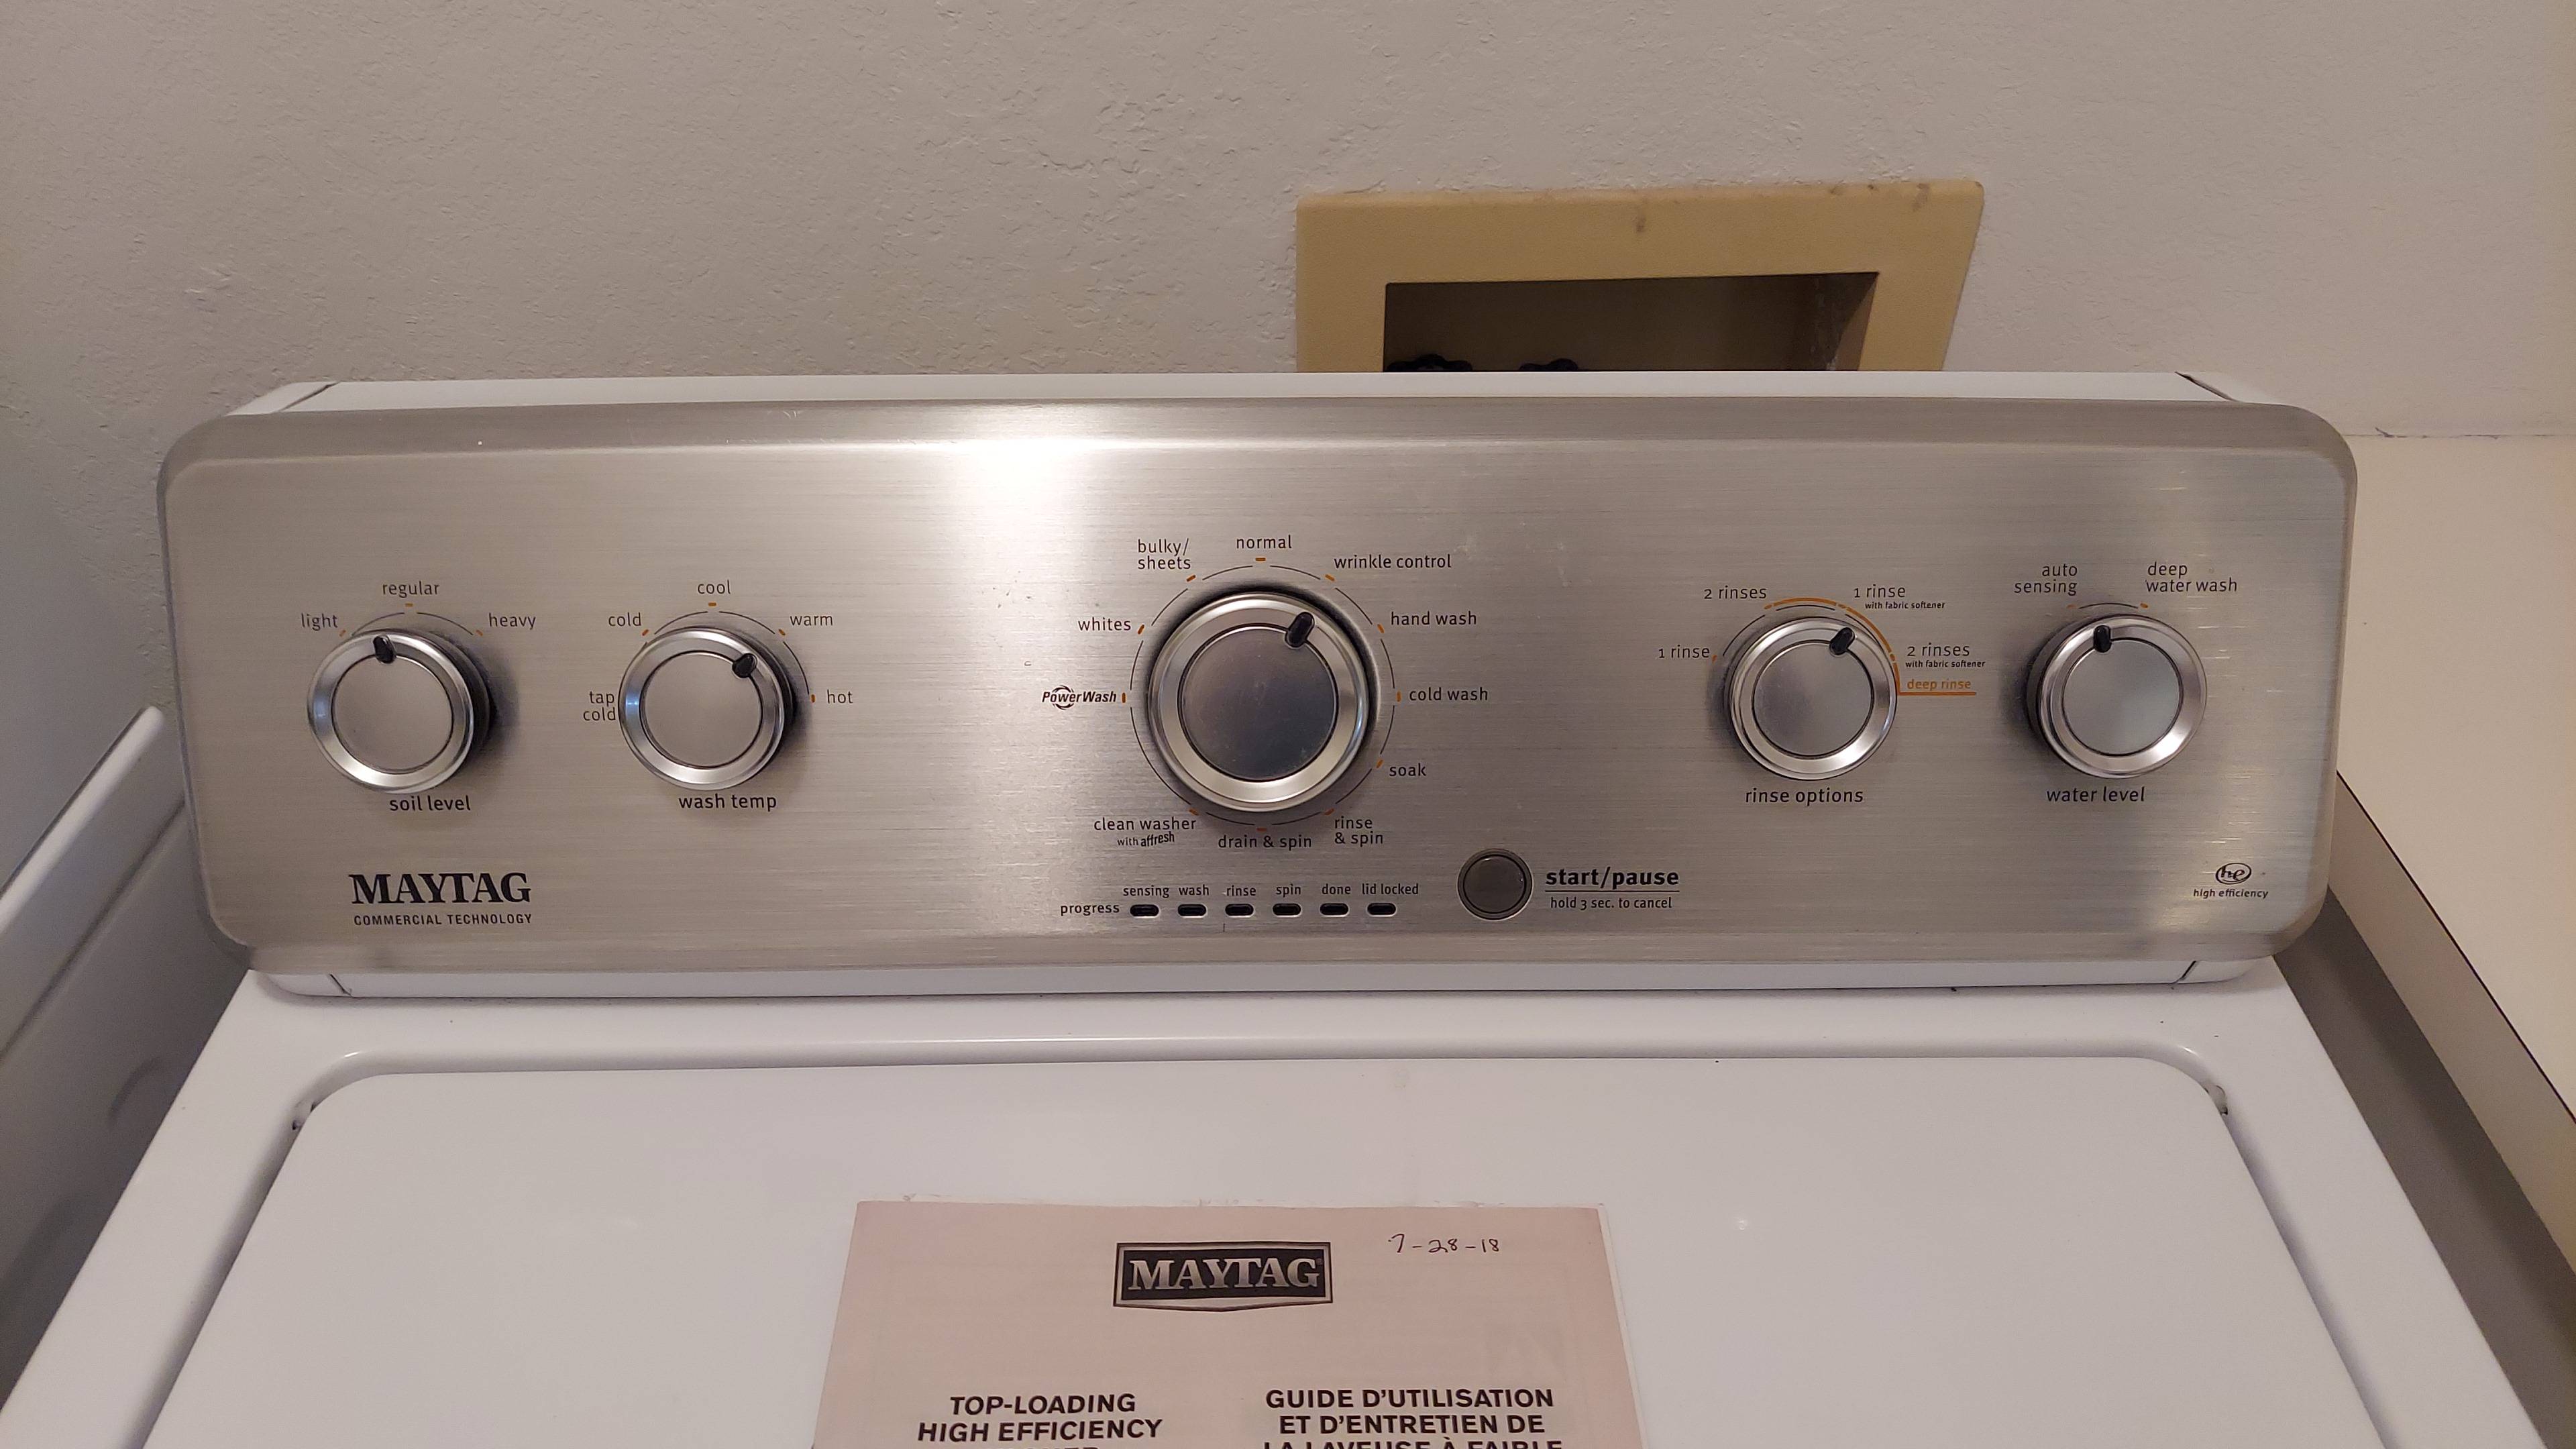 bulky/
sheets
normal
wrinkle control
hand wash
cold wash
soak
rinse
& spin
drain & spin
clean washer
with affresh
PowerWash
whites
light
regular
heavy
soil level
tap
cold
cold
cool
warm
hot
wash temp
1 rinse
2 rinses
1 rinse
with fabric softener
2 rinses
with fabric softener
deep rinse
rinse options
auto
sensing
deep
water wash
water level
MAYTAG
COMMERCIAL TECHNOLOGY
progress
sensing
wash
rinse
spin
done
lid locked
start/pause
hold 3 sec. to cancel
he
high efficiency
MAYTAG
7-28-18
TOP-LOADING
HIGH EFFICIENCY
GUIDE D'UTILISATION
ET D'ENTRETIEN DE
LA LAVEUSE À FAIBLE